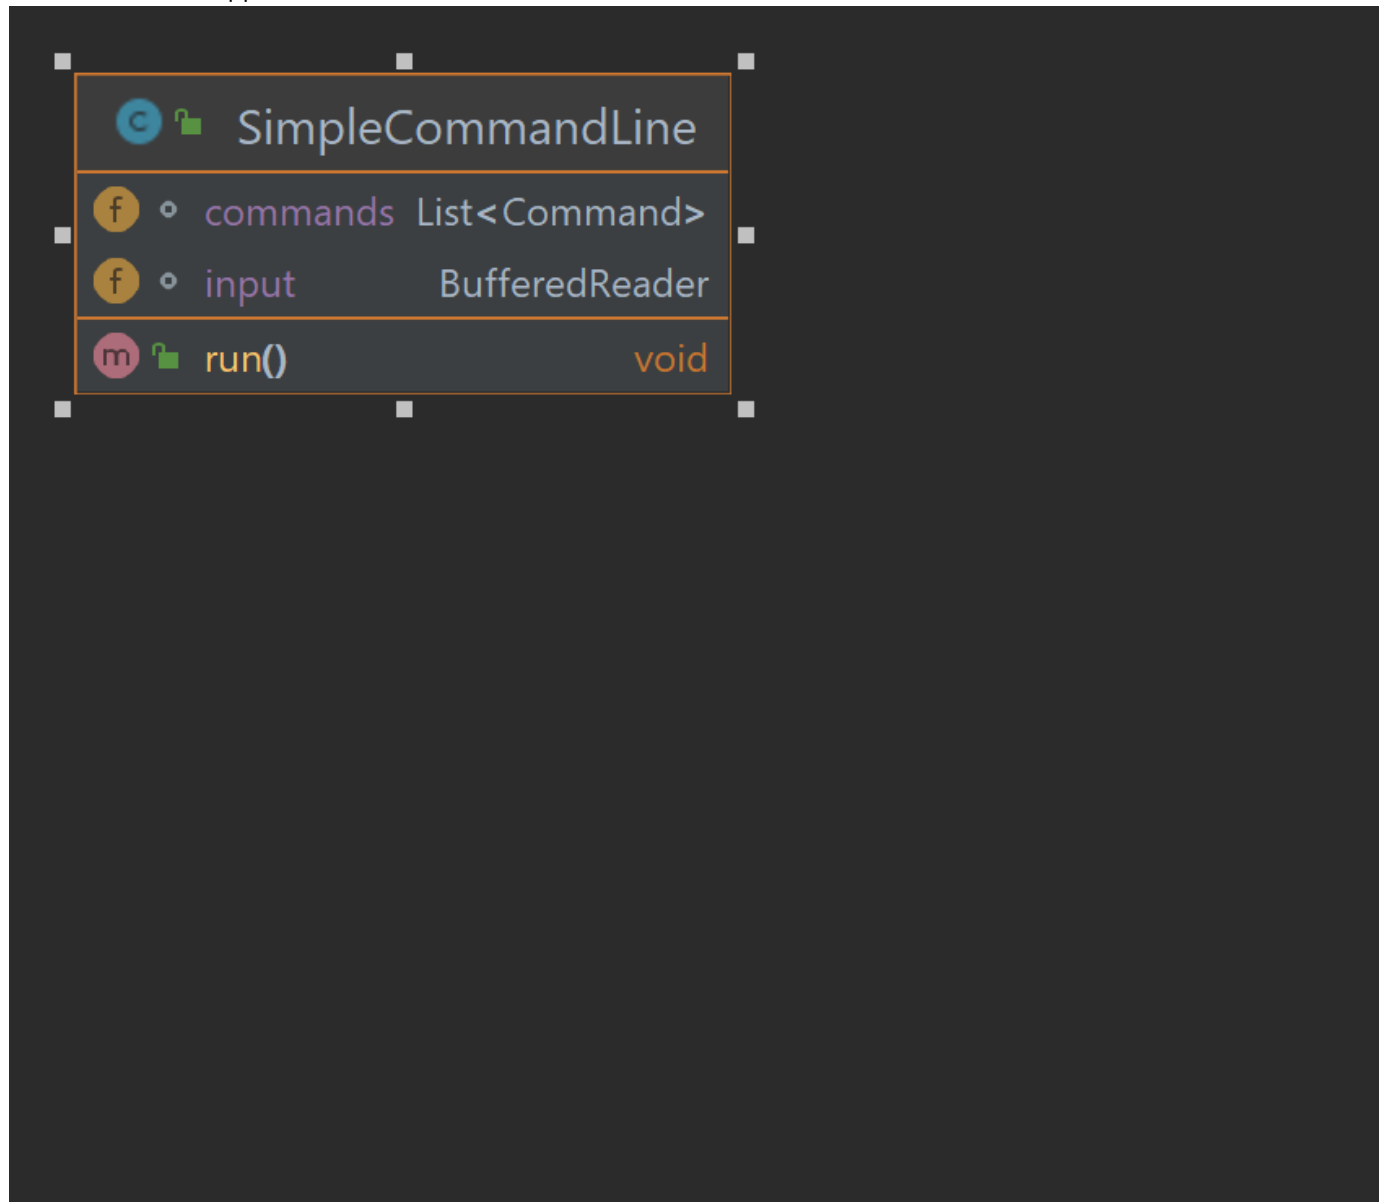 C SimpleCommandLine
f commands List<Command>
f input BufferedReader
m run() void